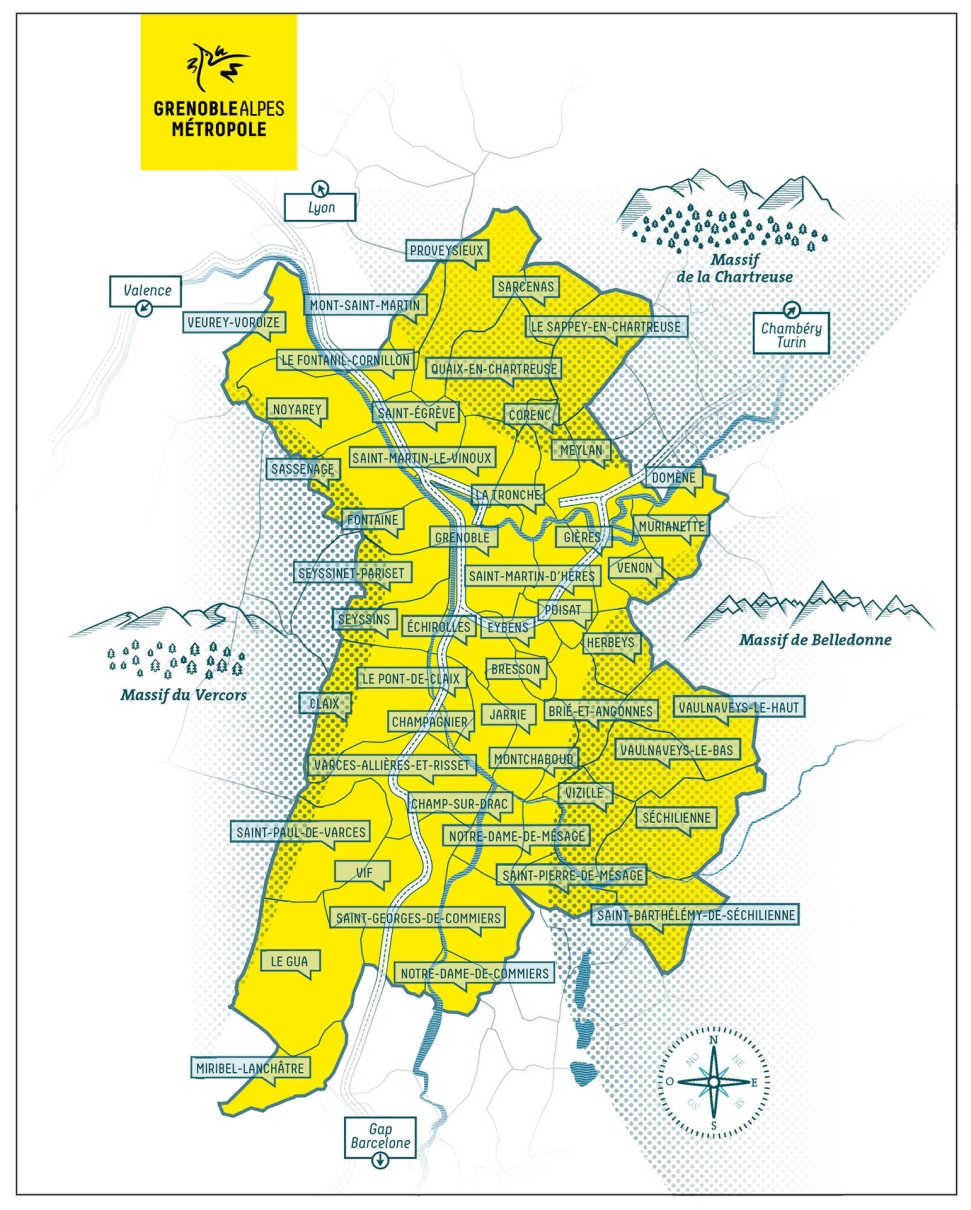 GRENOBLEALPES
MÉTROPOLE
Lyon
Massif
de la Chartreuse
PROVEYSIEUX
SARCENAS
Valence
MONT-SAINT-MARTIN
VEUREY-VOROIZE
LE SAPPEY-EN-CHARTREUSE
Chambéry
Turin
LE FONTANIL-CORNILLON
QUAIX-EN-CHARTREUSE
NOYAREY
SAINT-ÉGRÈVE
CORENC
MEYLAN
SAINT-MARTIN-LE-VINOUX
SASSENAGE
DOMÈNE
LA TRONCHE
FONTAINE
MURIANETTE
GRENOBLE
GIÈRES
SEYSSINET-PARISET
SAINT-MARTIN-D'HÈRES
VENON
POISAT
SEYSSINS
ÉCHIROLLES
EYBENS
HERBEYS
Massif de Belledonne
Massif du Vercors
LE PONT-DE-CLAIX
BRESSON
CLAIX
CHAMPAGNIER
JARRIE
BRIÉ-ET-ANGONNES
VAULNAVEYS-LE-HAUT
VAULNAVEYS-LE-BAS
VARCES-ALLIÈRES-ET-RISSET
MONTCHABOUD
VIZILLE
CHAMP-SUR-DRAC
SÉCHILIENNE
SAINT-PAUL-DE-VARCES
NOTRE-DAME-DE-MÉSAGE
VIF
SAINT-PIERRE-DE-MÉSAGE
SAINT-GEORGES-DE-COMMIERS
SAINT-BARTHÉLÉMY-DE-SÉCHILIENNE
LE GUA
NOTRE-DAME-DE-COMMIERS
MIRIBEL-LANCHÂTRE
N
NO
NE
O
E
SO
SE
S
Gap
Barcelone